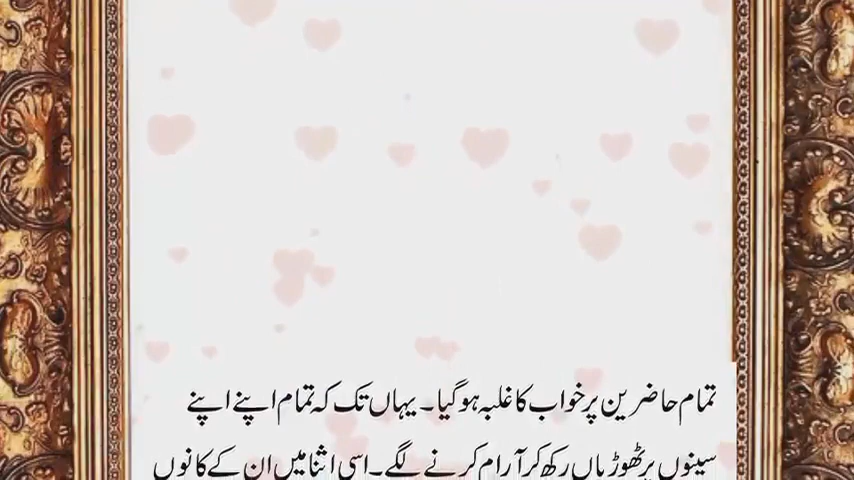 تمام حاضرین پر خواب کا غلبہ ہو گیا۔ یہاں تک کہ تمام اپنے اپنے
سینوں پر ٹھوڑیاں رکھ کر آرام کرنے لگے۔ اسی اثنا میں ان کے کانوں